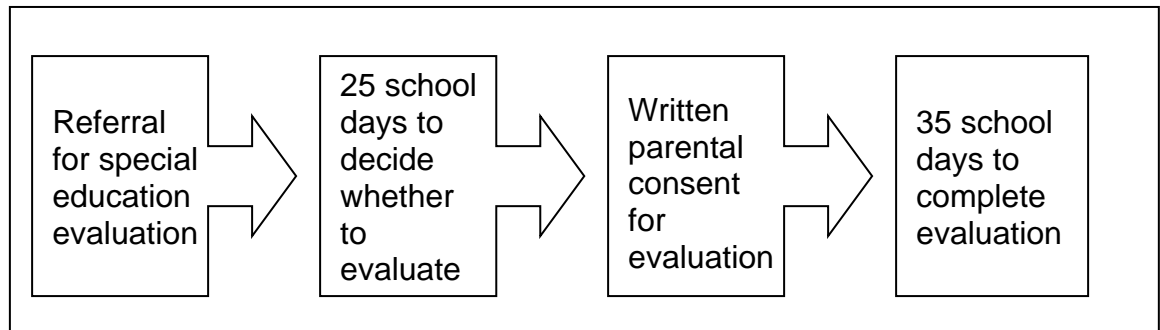 Referral
for special
education
evaluation
25 school
days to
decide
whether
to
evaluate
Written
parental
consent
for
evaluation
35 school
days to
complete
evaluation